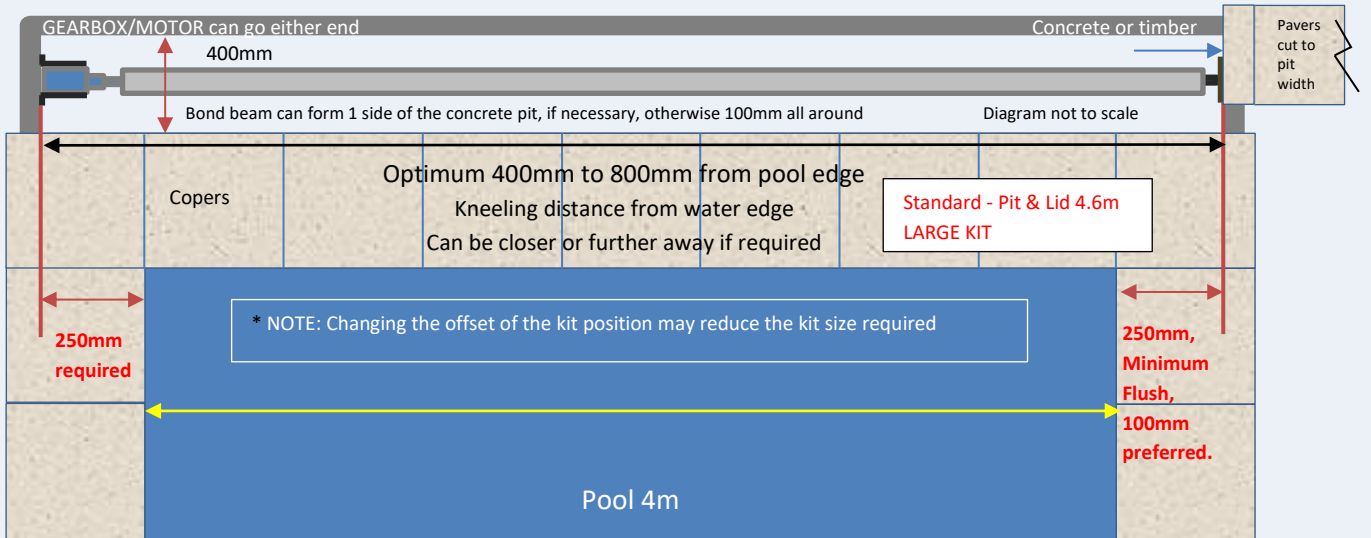 GEARBOX/MOTOR can go either end
Concrete or timber
Pavers
cut to
pit
width
400mm
Bond beam can form 1 side of the concrete pit, if necessary, otherwise 100mm all around
Diagram not to scale
Optimum 400mm to 800mm from pool edge
Kneeling distance from water edge
Can be closer or further away if required
Copers
Standard - Pit & Lid 4.6m
LARGE KIT
250mm
required
* NOTE: Changing the offset of the kit position may reduce the kit size required
250mm,
Minimum
Flush,
100mm
preferred.
Pool 4m